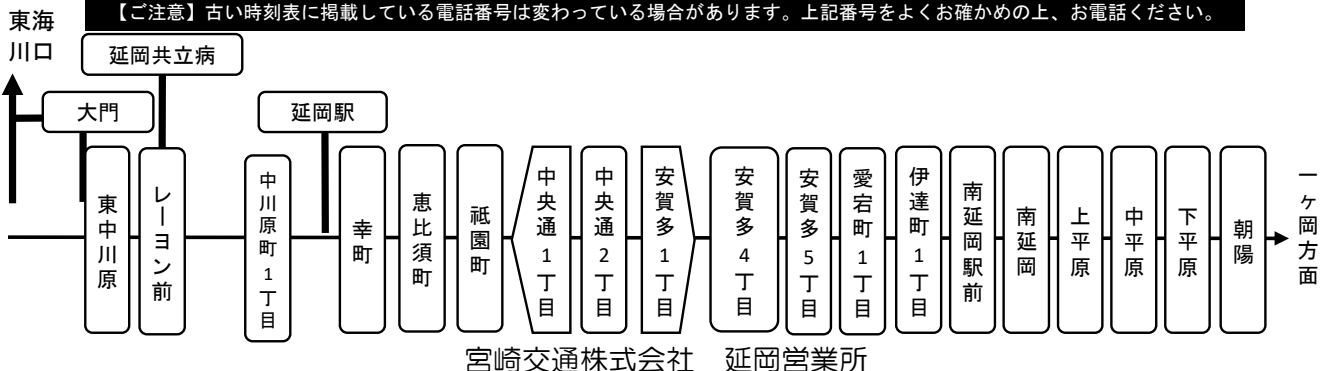 【ご注意】古い時刻表に掲載している電話番号は変わっている場合があります。上記番号をよくお確かめの上、お電話ください。
東海
川口
延岡共立病
大門
延岡駅
東中川原
レーヨン前
中川原町1丁目
幸町
恵比須町
祇園町
中央通1丁目
中央通2丁目
安賀多1丁目
安賀多4丁目
安賀多5丁目
愛宕町1丁目
伊達町1丁目
南延岡駅前
南延岡
上平原
中平原
下平原
朝陽
一ヶ岡方面
宮崎交通株式会社　延岡営業所